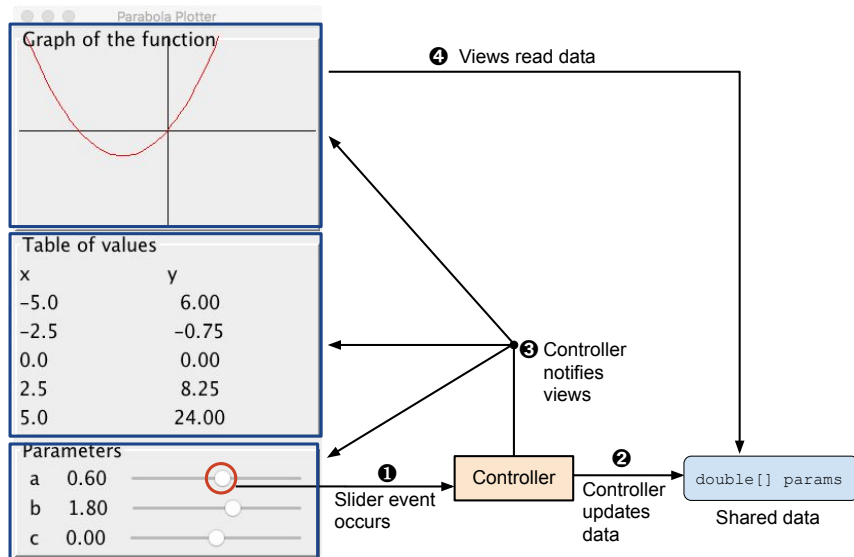 Parabola Plotter
Graph of the function
❹ Views read data
Table of values
x y
−5.0 6.00
−2.5 −0.75
0.0 0.00
2.5 8.25
5.0 24.00
❸ Controller
notifies
views
Parameters
a 0.60
b 1.80
c 0.00
❶
Slider event
occurs
Controller
❷
Controller
updates
data
double[] params
Shared data